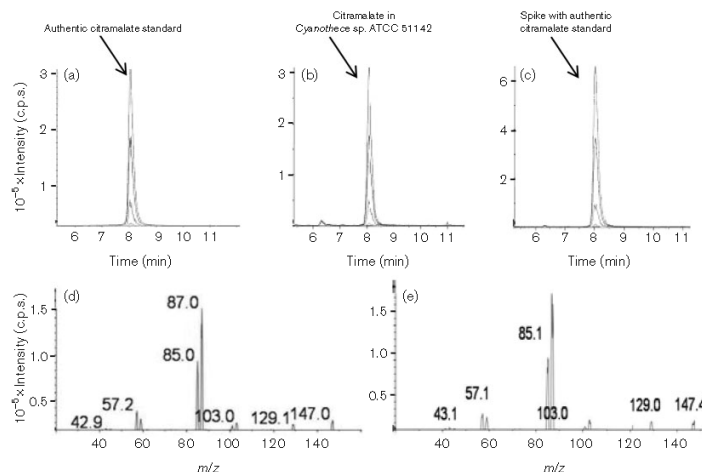 Authentic citramalate standard
Citramalate in
Cyanothece sp. ATCC 51142
Spike with authentic
citramalate standard
(a)
(b)
(c)
3
2
1
3
2
1
6
4
2
10⁻⁵ × Intensity (c.p.s.)
6 7 8 9 10 11
6 7 8 9 10 11
6 7 8 9 10 11
Time (min)
Time (min)
Time (min)
(d)
87.0
85.0
57.2
42.9
103.0
129.1
147.0
1.5
1.0
0.5
10⁻⁵ × Intensity (c.p.s.)
40 60 80 100 120 140
m/z
(e)
85.1
57.1
43.1
103.0
129.0
147.4
1.5
1.0
0.5
40 60 80 100 120 140
m/z